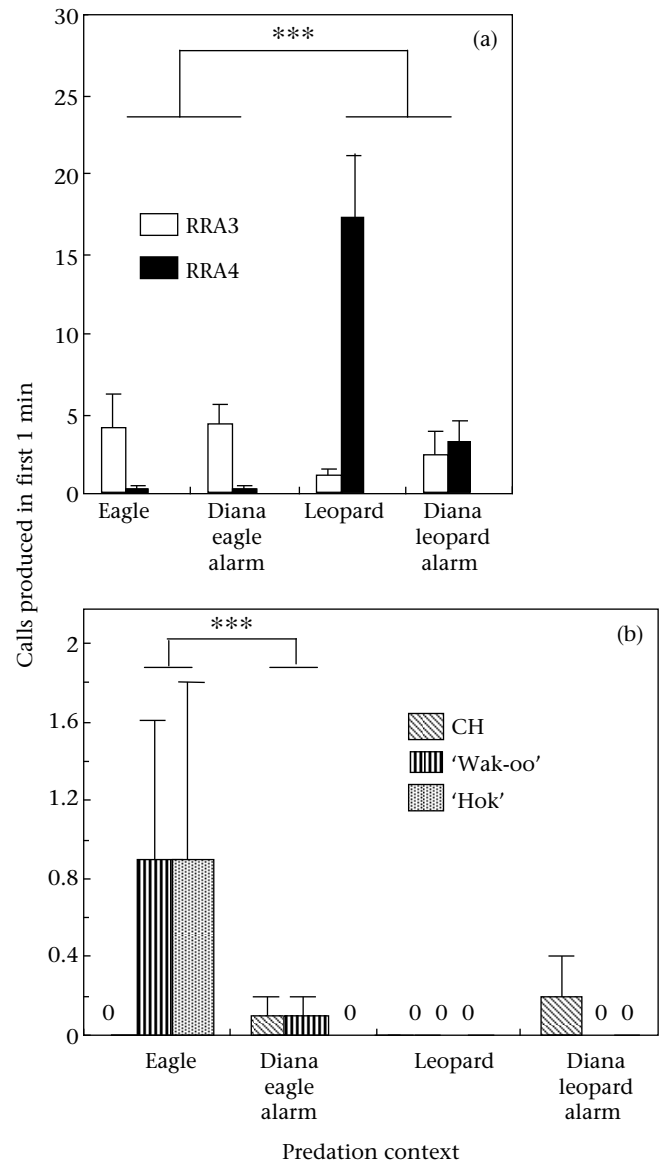 Calls produced in first 1 min
(a)
***
30
25
20
15
10
5
0
RRA3
RRA4
Eagle
Diana eagle alarm
Leopard
Diana leopard alarm
(b)
***
2
1.6
1.2
0.8
0.4
0
CH
‘Wak-oo’
‘Hok’
0
0
0 0 0
0 0
Eagle
Diana eagle alarm
Leopard
Diana leopard alarm
Predation context